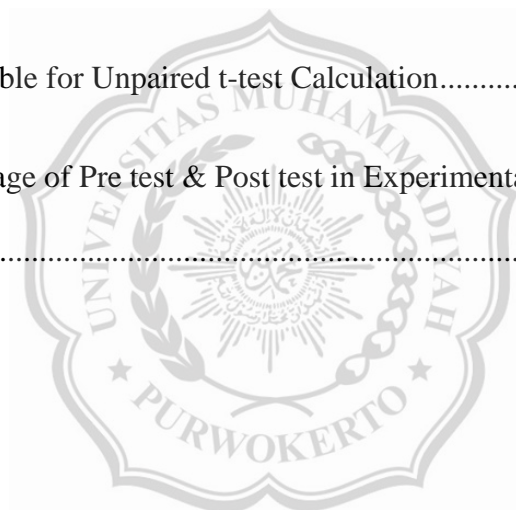 ble for Unpaired t-test Calculation..........
age of Pre test & Post test in Experimenta
..........................................................................
UNIVERSITAS MUHAMMADIYAH
PURWOKERTO